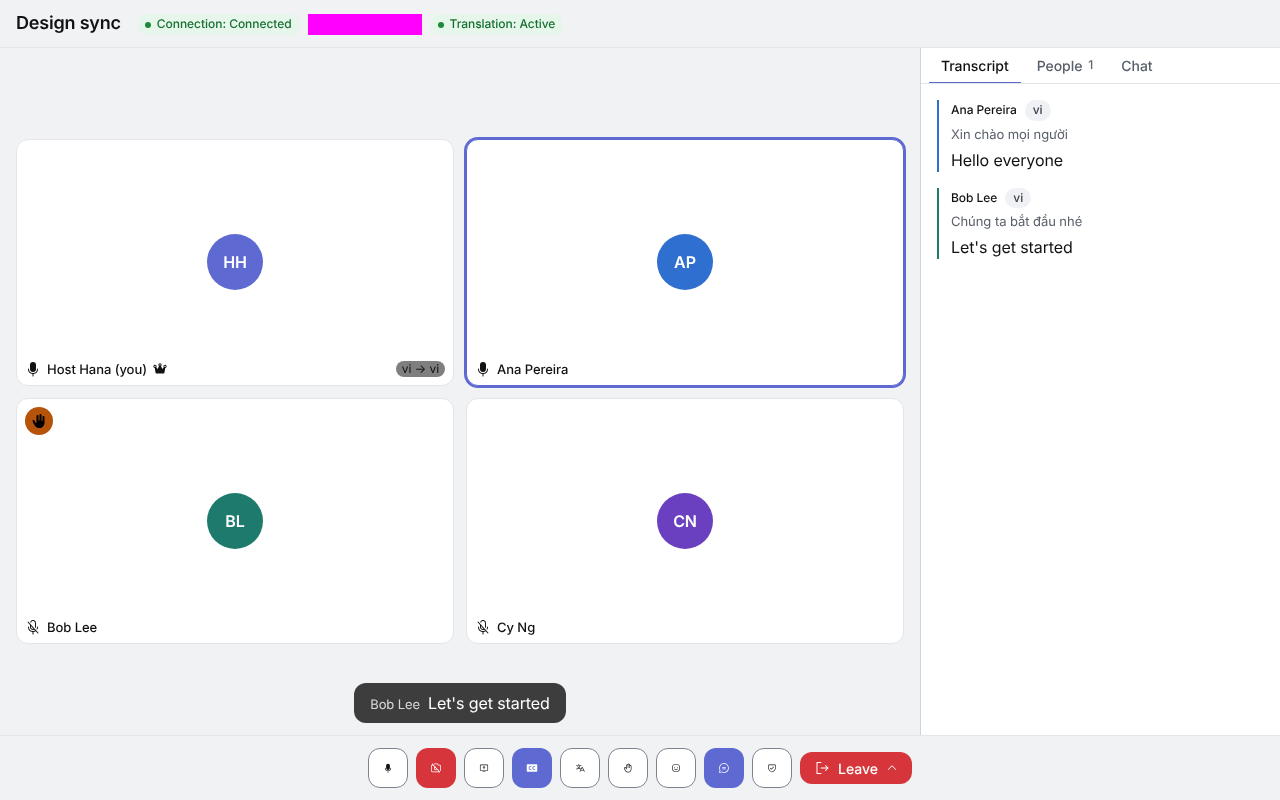 Design sync
Connection: Connected
Translation: Active
Transcript
People 1
Chat
Ana Pereira vi
Xin chào mọi người
Hello everyone
Bob Lee vi
Chúng ta bắt đầu nhé
Let's get started
HH
Host Hana (you)
vi → vi
AP
Ana Pereira
BL
Bob Lee
CN
Cy Ng
Bob Lee Let's get started
CC
Leave